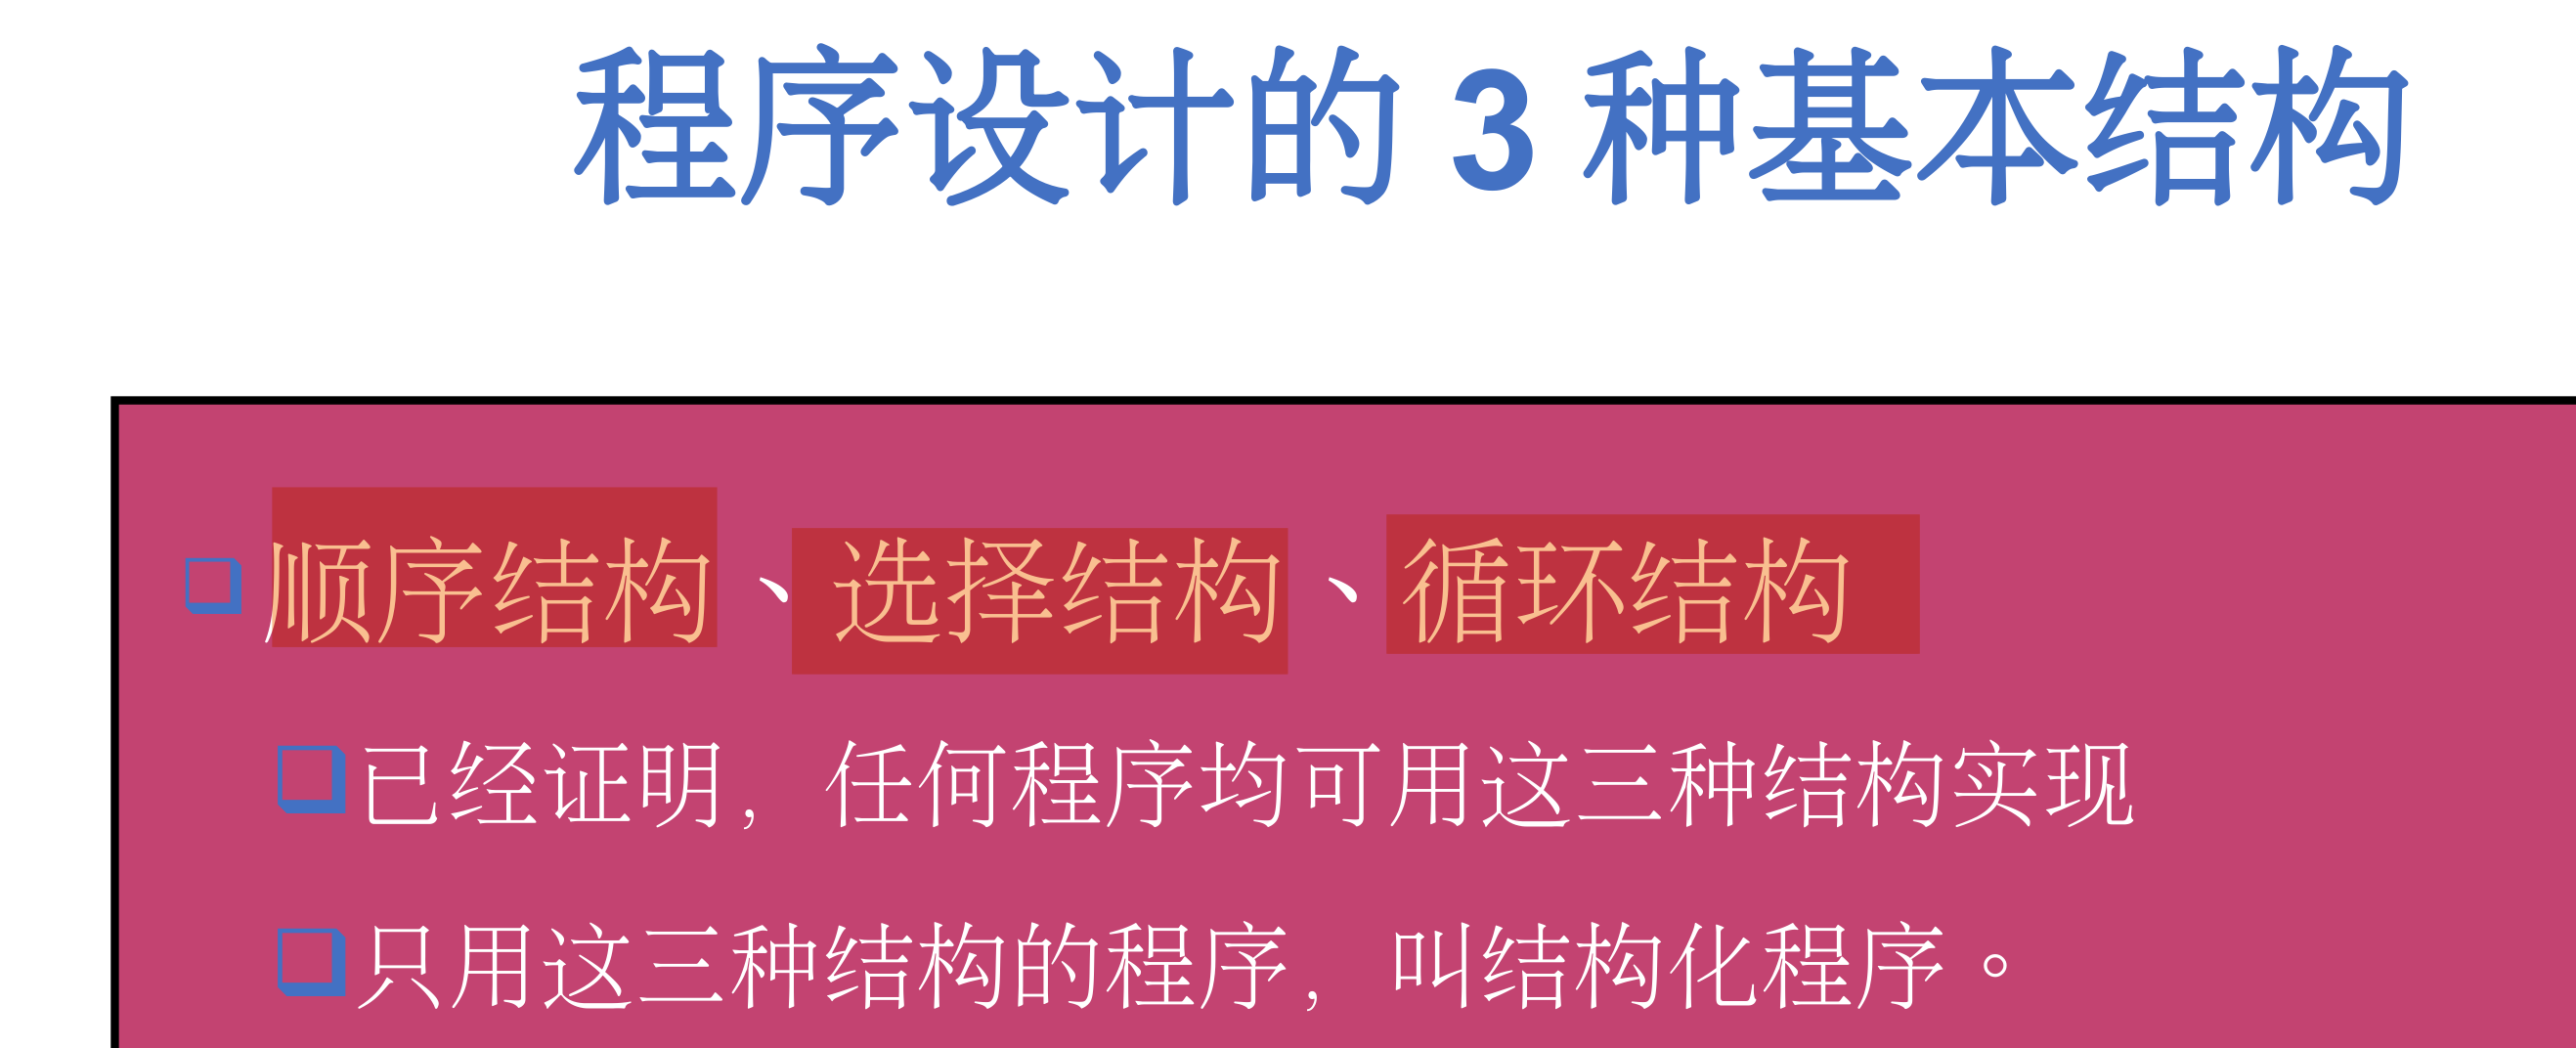 程序设计的 3 种基本结构
顺序结构、选择结构、循环结构
已经证明，任何程序均可用这三种结构实现
只用这三种结构的程序，叫结构化程序。